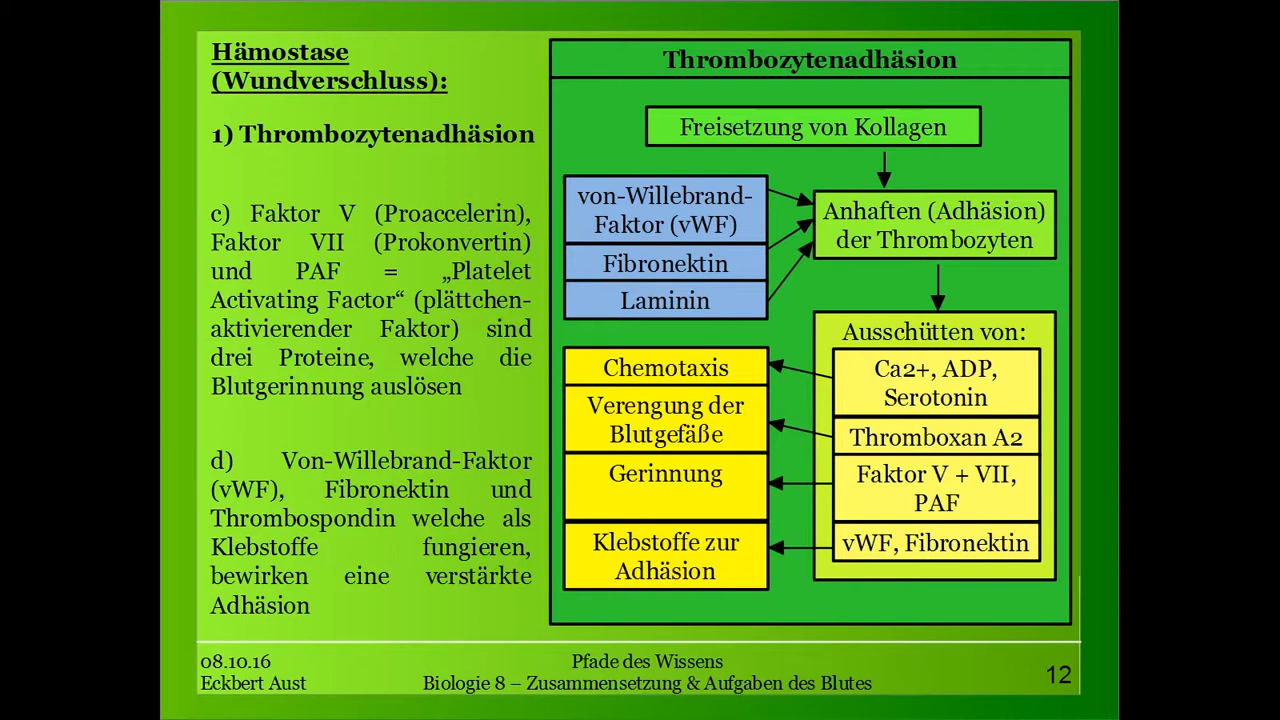 Hämostase
(Wundverschluss):
1) Thrombozytenadhäsion
c) Faktor V (Proaccelerin),
Faktor VII (Prokonvertin)
und PAF = „Platelet
Activating Factor“ (plättchen-
aktivierender Faktor) sind
drei Proteine, welche die
Blutgerinnung auslösen
d) Von-Willebrand-Faktor
(vWF), Fibronektin und
Thrombospondin welche als
Klebstoffe fungieren,
bewirken eine verstärkte
Adhäsion
Thrombozytenadhäsion
Freisetzung von Kollagen
von-Willebrand-
Faktor (vWF)
Fibronektin
Laminin
Anhaften (Adhäsion)
der Thrombozyten
Ausschütten von:
Ca2+, ADP,
Serotonin
Thromboxan A2
Faktor V + VII,
PAF
vWF, Fibronektin
Chemotaxis
Verengung der
Blutgefäße
Gerinnung
Klebstoffe zur
Adhäsion
08.10.16
Eckbert Aust
Pfade des Wissens
Biologie 8 – Zusammensetzung & Aufgaben des Blutes
12